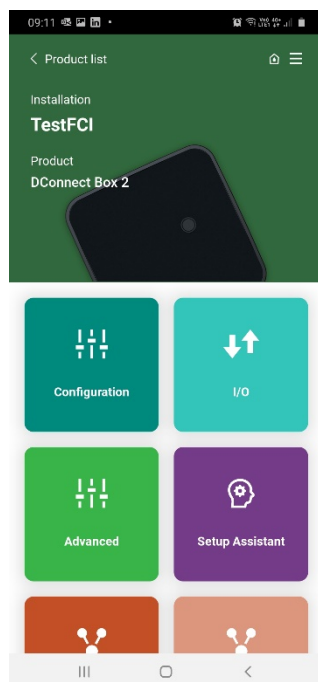 09:11
Product list
Installation
TestFCI
Product
DConnect Box 2
Configuration
I/O
Advanced
Setup Assistant